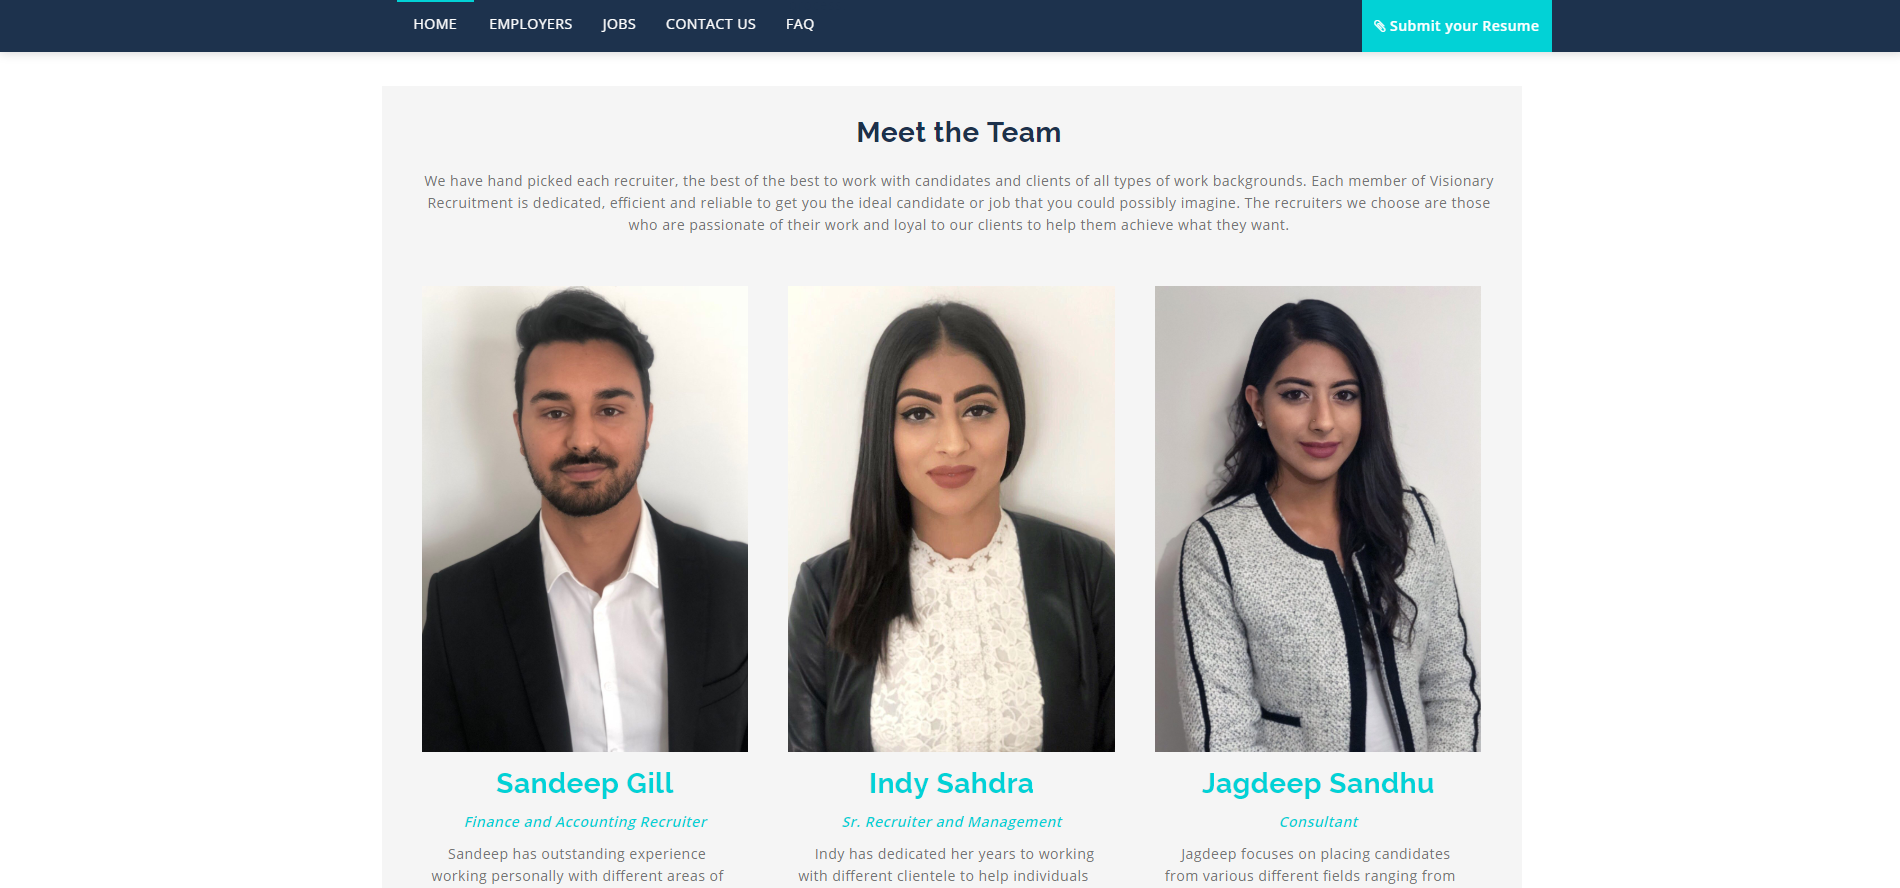 HOME EMPLOYERS JOBS CONTACT US FAQ Submit your Resume
Meet the Team
We have hand picked each recruiter, the best of the best to work with candidates and clients of all types of work backgrounds. Each member of Visionary
Recruitment is dedicated, efficient and reliable to get you the ideal candidate or job that you could possibly imagine. The recruiters we choose are those
who are passionate of their work and loyal to our clients to help them achieve what they want.
Sandeep Gill
Finance and Accounting Recruiter
Sandeep has outstanding experience
working personally with different areas of
Indy Sahdra
Sr. Recruiter and Management
Indy has dedicated her years to working
with different clientele to help individuals
Jagdeep Sandhu
Consultant
Jagdeep focuses on placing candidates
from various different fields ranging from